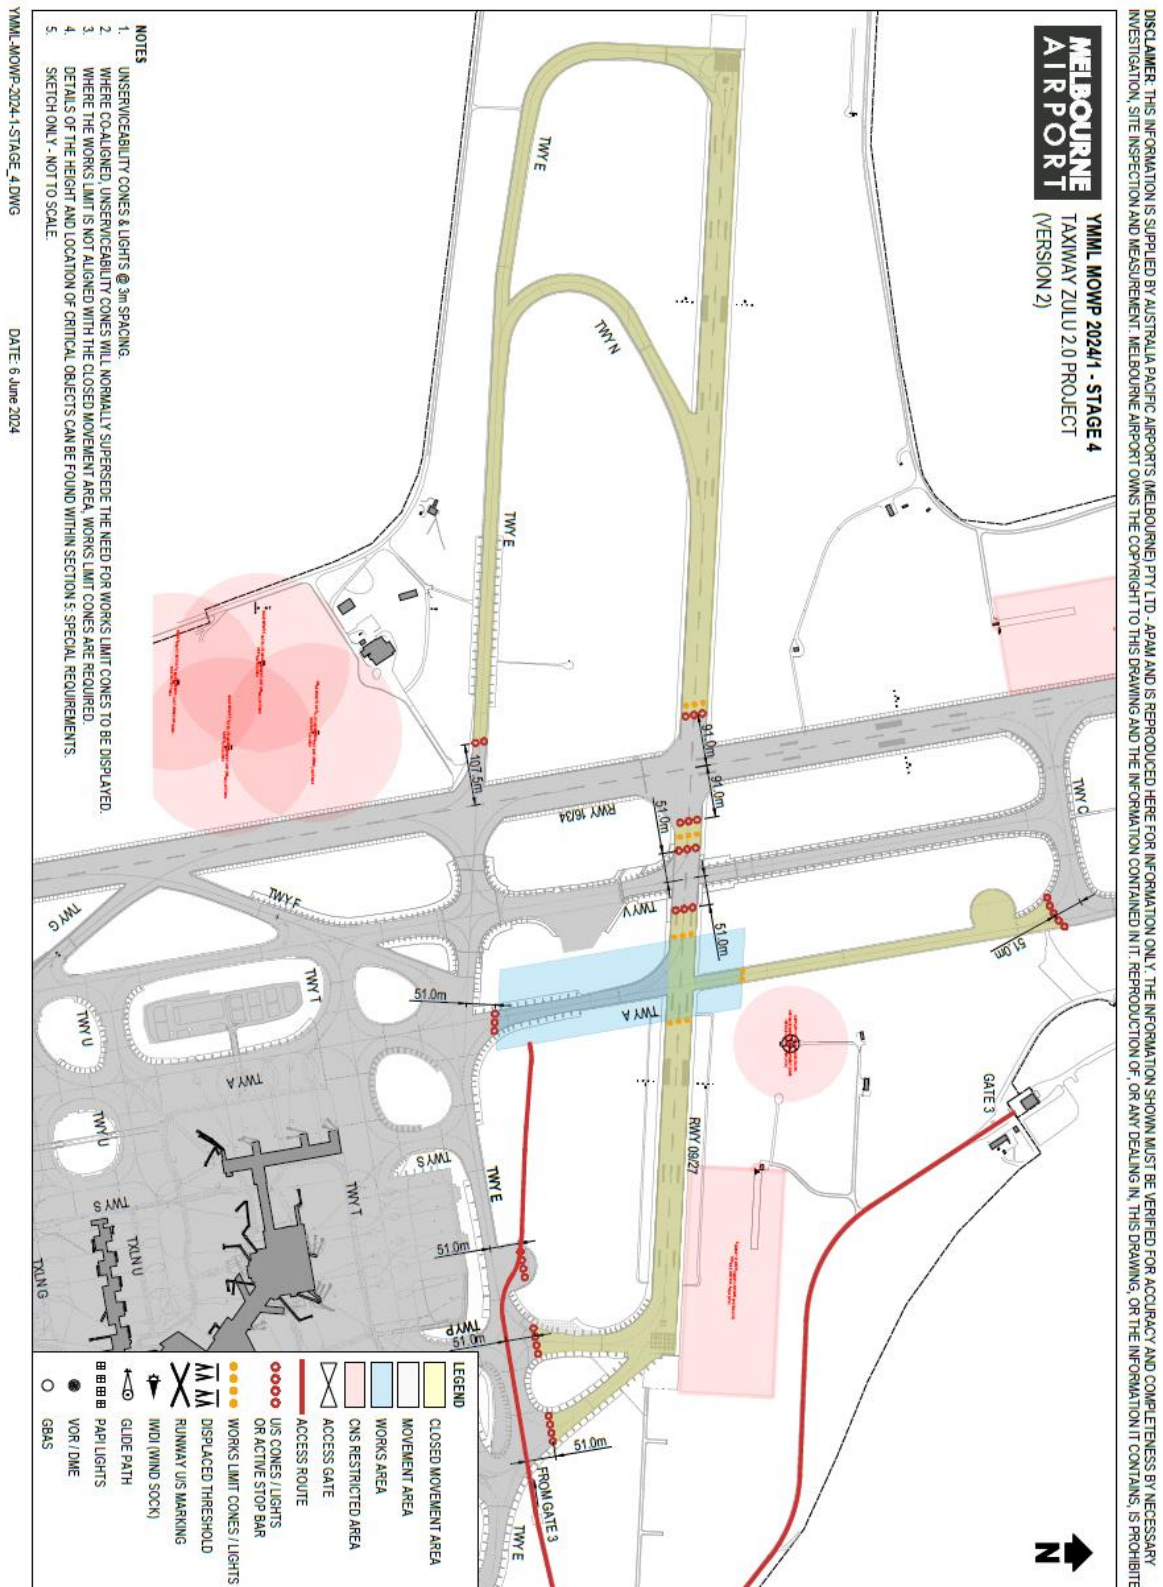 DISCLAIMER: THIS INFORMATION IS SUPPLIED BY AUSTRALIA PACIFIC AIRPORTS (MELBOURNE) PTY LTD - APAM AND IS REPRODUCED HERE FOR INFORMATION ONLY. THE INFORMATION SHOWN MUST BE VERIFIED FOR ACCURACY AND COMPLETENESS BY NECESSARY
INVESTIGATION, SITE INSPECTION AND MEASUREMENT. MELBOURNE AIRPORT OWNS THE COPYRIGHT TO THIS DRAWING AND THE INFORMATION CONTAINED IN IT. REPRODUCTION OF, OR ANY DEALING IN, THIS DRAWING, OR THE INFORMATION IT CONTAINS, IS PROHIBITE
MELBOURNE
AIRPORT
YMML MOWP 2024/1 - STAGE 4
TAXIWAY ZULU 2.0 PROJECT
(VERSION 2)
N
TWY E
TWY N
TWY E
91.0m
91.0m
107.5m
RWY 16/34
51.0m
TWY V
51.0m
TWY C
51.0m
TWY G
TWY F
TWY T
TWY U
51.0m
TWY A
TWY A
GATE 3
RWY 09/27
TWY U
TWY S
TWY T
TWY E
TWY S
TXLN U
TXLN G
51.0m
TWY P
51.0m
51.0m
FROM GATE 3
TWY E
LEGEND
CLOSED MOVEMENT AREA
MOVEMENT AREA
WORKS AREA
CNS RESTRICTED AREA
ACCESS GATE
ACCESS ROUTE
U/S CONES / LIGHTS
OR ACTIVE STOP BAR
WORKS LIMIT CONES / LIGHTS
DISPLACED THRESHOLD
RUNWAY U/S MARKING
IWDI (WIND SOCK)
GLIDE PATH
PAPI LIGHTS
VOR / DME
GBAS
NOTES
1. UNSERVICEABILITY CONES & LIGHTS @ 3m SPACING.
2. WHERE CO-ALIGNED, UNSERVICEABILITY CONES WILL NORMALLY SUPERSEDE THE NEED FOR WORKS LIMIT CONES TO BE DISPLAYED.
3. WHERE THE WORKS LIMIT IS NOT ALIGNED WITH THE CLOSED MOVEMENT AREA, WORKS LIMIT CONES ARE REQUIRED.
4. DETAILS OF THE HEIGHT AND LOCATION OF CRITICAL OBJECTS CAN BE FOUND WITHIN SECTION 5: SPECIAL REQUIREMENTS.
5. SKETCH ONLY - NOT TO SCALE.
YMML-MOWP-2024-1-STAGE_4.DWG DATE: 6 June 2024